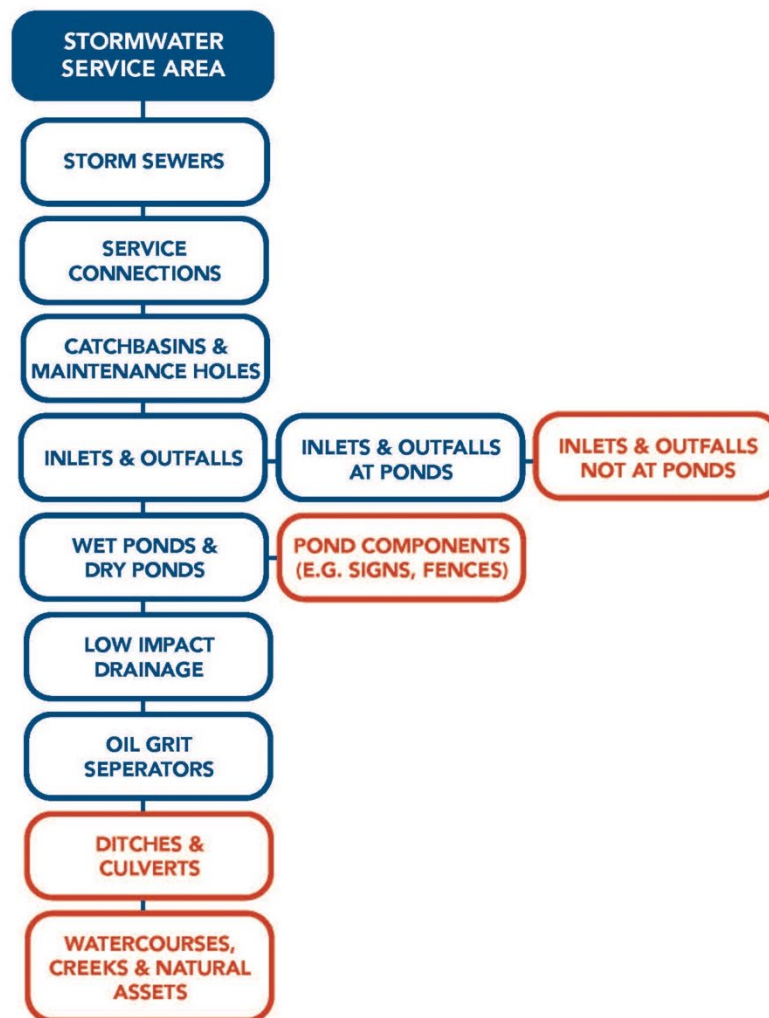 STORMWATER
SERVICE AREA
STORM SEWERS
SERVICE
CONNECTIONS
CATCHBASINS &
MAINTENANCE HOLES
INLETS & OUTFALLS
INLETS & OUTFALLS
AT PONDS
INLETS & OUTFALLS
NOT AT PONDS
WET PONDS &
DRY PONDS
POND COMPONENTS
(E.G. SIGNS, FENCES)
LOW IMPACT
DRAINAGE
OIL GRIT
SEPERATORS
DITCHES &
CULVERTS
WATERCOURSES,
CREEKS & NATURAL
ASSETS